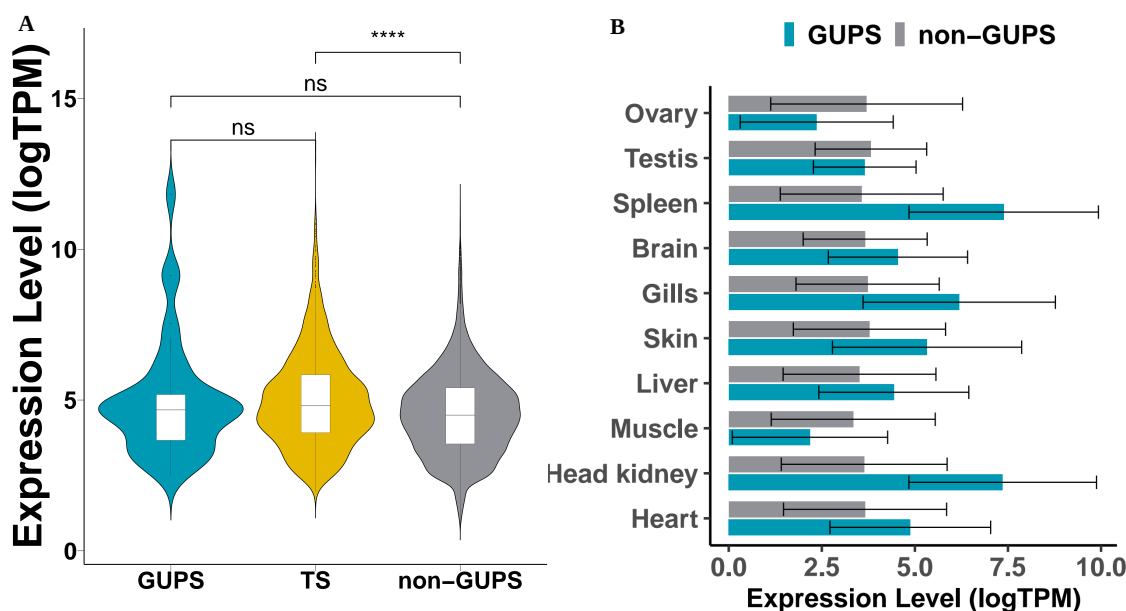 A
Expression Level (logTPM)
15
10
5
0
****
ns
ns
GUPS
TS
non−GUPS
B
GUPS
non−GUPS
Ovary
Testis
Spleen
Brain
Gills
Skin
Liver
Muscle
Head kidney
Heart
0.0
2.5
5.0
7.5
10.0
Expression Level (logTPM)